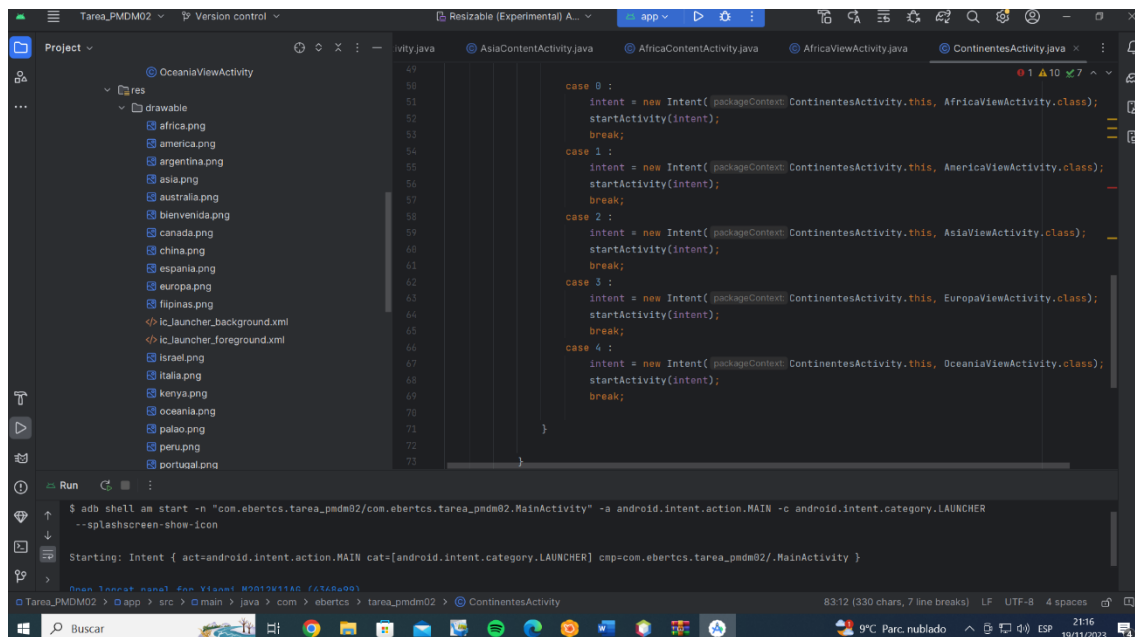 Tarea_PMDM02 Version control Resizable (Experimental) A... app
Project
ivity.java AsiaContentActivity.java AfricaContentActivity.java AfricaViewActivity.java ContinentesActivity.java
1 10 7
OceaniaViewActivity
res
drawable
africa.png
america.png
argentina.png
asia.png
australia.png
bienvenida.png
canada.png
china.png
espania.png
europa.png
fiipinas.png
ic_launcher_background.xml
ic_launcher_foreground.xml
israel.png
italia.png
kenya.png
oceania.png
palao.png
peru.png
portugal.png
49
50 case 0 :
51 intent = new Intent( packageContext: ContinentesActivity.this, AfricaViewActivity.class);
52 startActivity(intent);
53 break;
54 case 1 :
55 intent = new Intent( packageContext: ContinentesActivity.this, AmericaViewActivity.class);
56 startActivity(intent);
57 break;
58 case 2 :
59 intent = new Intent( packageContext: ContinentesActivity.this, AsiaViewActivity.class);
60 startActivity(intent);
61 break;
62 case 3 :
63 intent = new Intent( packageContext: ContinentesActivity.this, EuropaViewActivity.class);
64 startActivity(intent);
65 break;
66 case 4 :
67 intent = new Intent( packageContext: ContinentesActivity.this, OceaniaViewActivity.class);
68 startActivity(intent);
69 break;
70
71 }
72
73 }
Run
$ adb shell am start -n "com.ebertcs.tarea_pmdm02/com.ebertcs.tarea_pmdm02.MainActivity" -a android.intent.action.MAIN -c android.intent.category.LAUNCHER
--splashscreen-show-icon
Starting: Intent { act=android.intent.action.MAIN cat=[android.intent.category.LAUNCHER] cmp=com.ebertcs.tarea_pmdm02/.MainActivity }
Open logcat panel for Xiaomi M2012K11AG (4368e99)
Tarea_PMDM02 > app > src > main > java > com > ebertcs > tarea_pmdm02 > ContinentesActivity 83:12 (330 chars, 7 line breaks) LF UTF-8 4 spaces
Buscar 9°C Parc. nublado ESP 21:16
19/11/2023